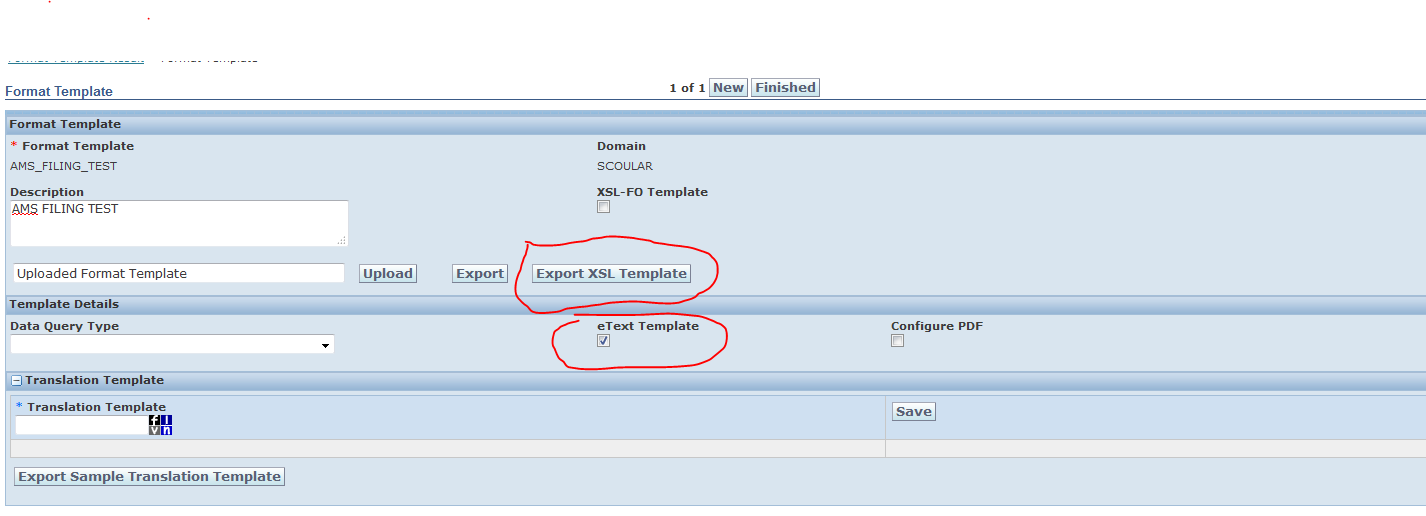 Format Template
1 of 1 New Finished
Format Template
* Format Template Domain
AMS_FILING_TEST SCOULAR
Description XSL-FO Template
AMS FILING TEST
Uploaded Format Template Upload Export Export XSL Template
Template Details
Data Query Type eText Template Configure PDF
Translation Template
* Translation Template Save
Export Sample Translation Template